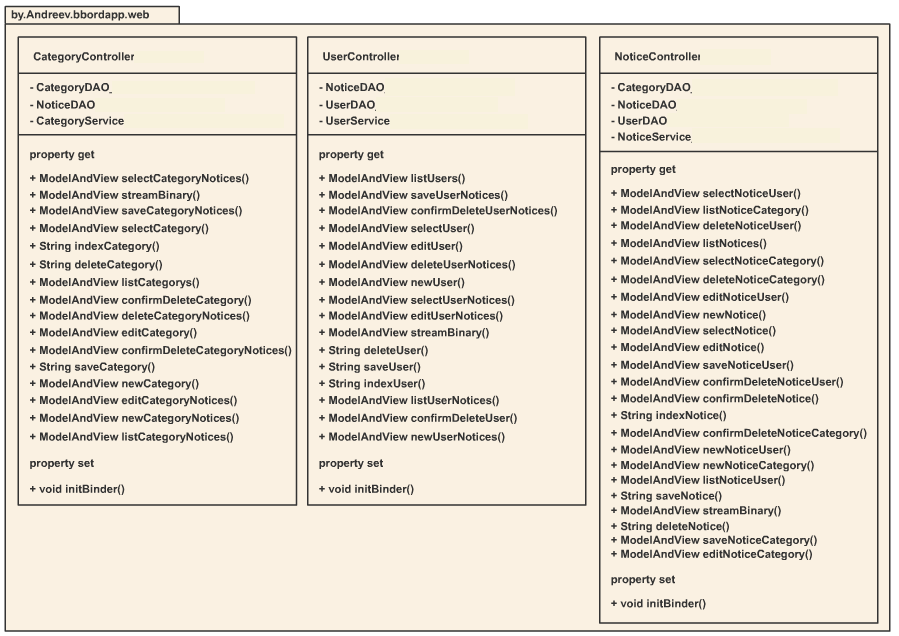 by.Andreev.bbordapp.web
CategoryController
- CategoryDAO
- NoticeDAO
- CategoryService
property get
+ ModelAndView selectCategoryNotices()
+ ModelAndView streamBinary()
+ ModelAndView saveCategoryNotices()
+ ModelAndView selectCategory()
+ String indexCategory()
+ String deleteCategory()
+ ModelAndView listCategorys()
+ ModelAndView confirmDeleteCategory()
+ ModelAndView deleteCategoryNotices()
+ ModelAndView editCategory()
+ ModelAndView confirmDeleteCategoryNotices()
+ String saveCategory()
+ ModelAndView newCategory()
+ ModelAndView editCategoryNotices()
+ ModelAndView newCategoryNotices()
+ ModelAndView listCategoryNotices()
property set
+ void initBinder()
UserController
- NoticeDAO
- UserDAO
- UserService
property get
+ ModelAndView listUsers()
+ ModelAndView saveUserNotices()
+ ModelAndView confirmDeleteUserNotices()
+ ModelAndView selectUser()
+ ModelAndView editUser()
+ ModelAndView deleteUserNotices()
+ ModelAndView newUser()
+ ModelAndView selectUserNotices()
+ ModelAndView editUserNotices()
+ ModelAndView streamBinary()
+ String deleteUser()
+ String saveUser()
+ String indexUser()
+ ModelAndView listUserNotices()
+ ModelAndView confirmDeleteUser()
+ ModelAndView newUserNotices()
property set
+ void initBinder()
NoticeController
- CategoryDAO
- NoticeDAO
- UserDAO
- NoticeService
property get
+ ModelAndView selectNoticeUser()
+ ModelAndView listNoticeCategory()
+ ModelAndView deleteNoticeUser()
+ ModelAndView listNotices()
+ ModelAndView selectNoticeCategory()
+ ModelAndView deleteNoticeCategory()
+ ModelAndView editNoticeUser()
+ ModelAndView newNotice()
+ ModelAndView selectNotice()
+ ModelAndView editNotice()
+ ModelAndView saveNoticeUser()
+ ModelAndView confirmDeleteNoticeUser()
+ ModelAndView confirmDeleteNotice()
+ String indexNotice()
+ ModelAndView confirmDeleteNoticeCategory()
+ ModelAndView newNoticeUser()
+ ModelAndView newNoticeCategory()
+ ModelAndView listNoticeUser()
+ String saveNotice()
+ ModelAndView streamBinary()
+ String deleteNotice()
+ ModelAndView saveNoticeCategory()
+ ModelAndView editNoticeCategory()
property set
+ void initBinder()